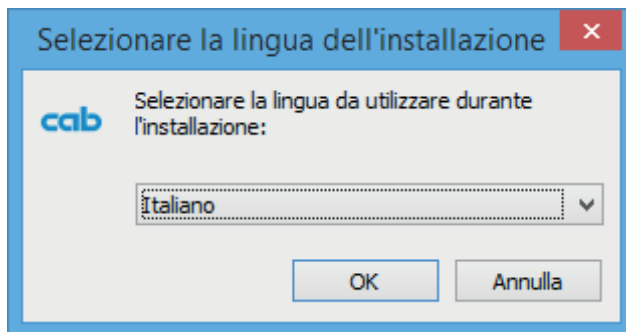 Selezionare la lingua dell'installazione
cab
Selezionare la lingua da utilizzare durante
l'installazione:
Italiano
OK
Annulla